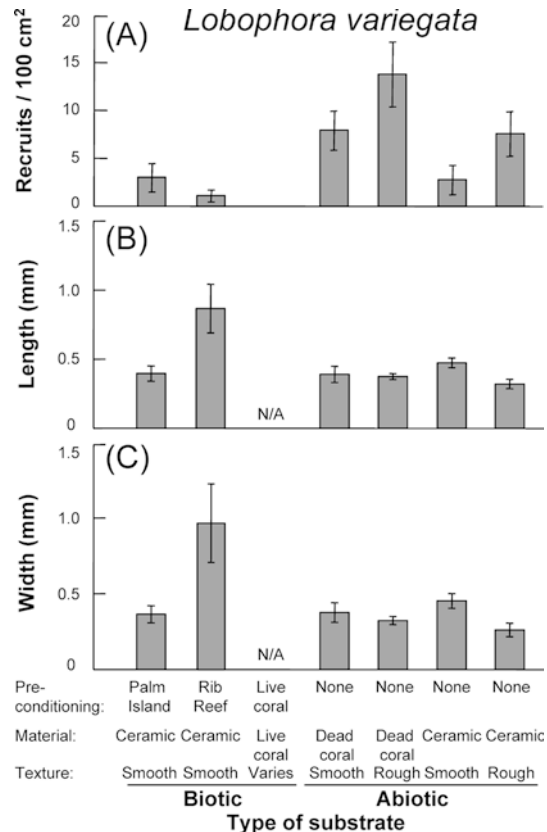 Lobophora variegata
(A)
Recruits / 100 cm²
20
15
10
5
0
(B)
Length (mm)
1.5
1.0
0.5
0
N/A
(C)
Width (mm)
1.5
1.0
0.5
0
N/A
Pre-conditioning: Palm Island Rib Reef Live coral None None None None
Material: Ceramic Ceramic Live coral Dead coral Dead coral Ceramic Ceramic
Texture: Smooth Smooth Varies Smooth Rough Smooth Rough
Biotic Abiotic
Type of substrate